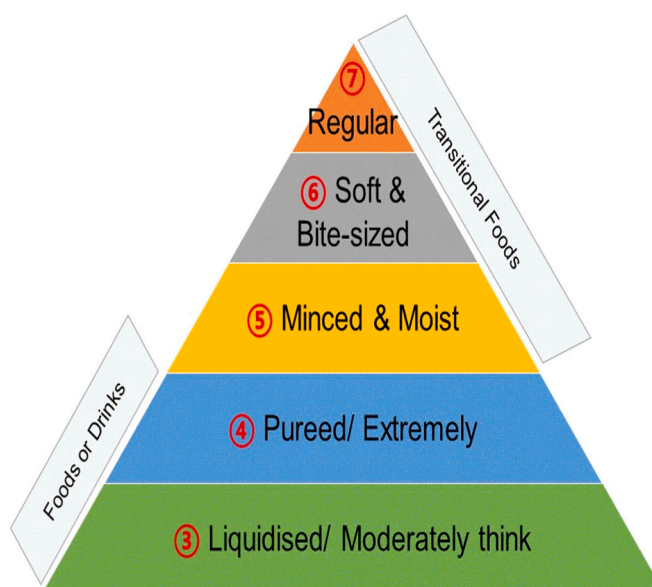 ⑦
Regular
⑥ Soft &
Bite-sized
⑤ Minced & Moist
④ Pureed/ Extremely
③ Liquidised/ Moderately think
Transitional Foods
Foods or Drinks